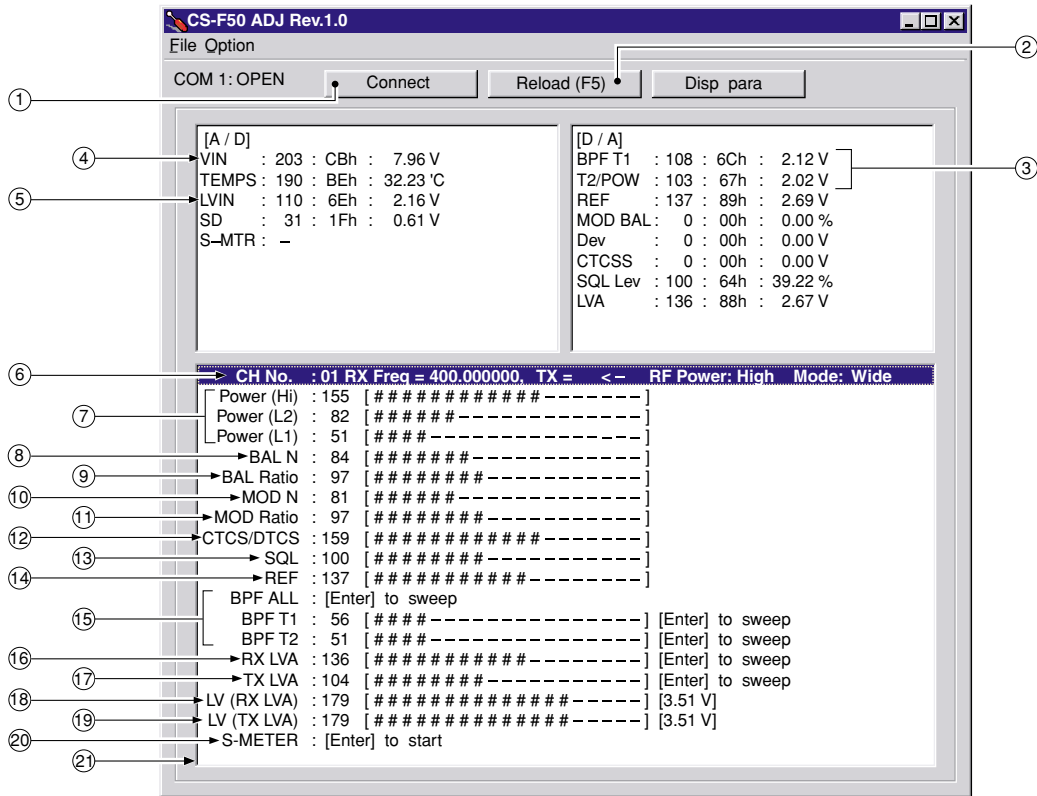 CS-F50 ADJ Rev.1.0
File Option
②
COM 1: OPEN Connect Reload (F5) Disp para
①
[A / D]
④ VIN : 203 : CBh : 7.96 V
TEMPS : 190 : BEh : 32.23 'C
⑤ LVIN : 110 : 6Eh : 2.16 V
SD : 31 : 1Fh : 0.61 V
S–MTR : –
[D / A]
BPF T1 : 108 : 6Ch : 2.12 V
T2/POW : 103 : 67h : 2.02 V ③
REF : 137 : 89h : 2.69 V
MOD BAL : 0 : 00h : 0.00 %
Dev : 0 : 00h : 0.00 V
CTCSS : 0 : 00h : 0.00 V
SQL Lev : 100 : 64h : 39.22 %
LVA : 136 : 88h : 2.67 V
⑥ CH No. : 01 RX Freq = 400.000000, TX = <– RF Power: High Mode: Wide
Power (Hi) : 155 [############--------]
⑦ Power (L2) : 82 [######--------------]
Power (L1) : 51 [####----------------]
⑧ BAL N : 84 [#######-------------]
⑨ BAL Ratio : 97 [########------------]
⑩ MOD N : 81 [######--------------]
⑪ MOD Ratio : 97 [########------------]
⑫ CTCS/DTCS : 159 [############--------]
⑬ SQL : 100 [########------------]
⑭ REF : 137 [###########---------]
BPF ALL : [Enter] to sweep
⑮ BPF T1 : 56 [####----------------] [Enter] to sweep
BPF T2 : 51 [####----------------] [Enter] to sweep
⑯ RX LVA : 136 [###########---------] [Enter] to sweep
⑰ TX LVA : 104 [########------------] [Enter] to sweep
⑱ LV (RX LVA) : 179 [##############------] [3.51 V]
⑲ LV (TX LVA) : 179 [##############------] [3.51 V]
⑳ S-METER : [Enter] to start
㉑